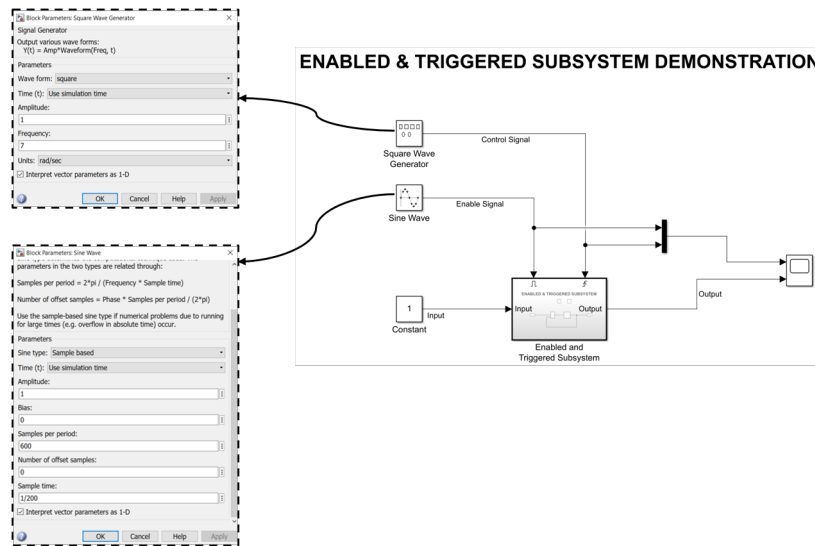 Block Parameters: Square Wave Generator
Signal Generator
Output various wave forms:
Y(t) = Amp*Waveform(Freq, t)
Parameters
Wave form: square
Time (t): Use simulation time
Amplitude:
1
Frequency:
7
Units: rad/sec
Interpret vector parameters as 1-D
OK Cancel Help Apply
Block Parameters: Sine Wave
parameters in the two types are related through:
Samples per period = 2*pi / (Frequency * Sample time)
Number of offset samples = Phase * Samples per period / (2*pi)
Use the sample-based sine type if numerical problems due to running
for large times (e.g. overflow in absolute time) occur.
Parameters
Sine type: Sample based
Time (t): Use simulation time
Amplitude:
1
Bias:
0
Samples per period:
600
Number of offset samples:
0
Sample time:
1/200
Interpret vector parameters as 1-D
OK Cancel Help Apply
ENABLED & TRIGGERED SUBSYSTEM DEMONSTRATION
Control Signal
Square Wave
Generator
Enable Signal
Sine Wave
1
Input
Constant
ENABLED & TRIGGERED SUBSYSTEM
Input Output
Output
Enabled and
Triggered Subsystem